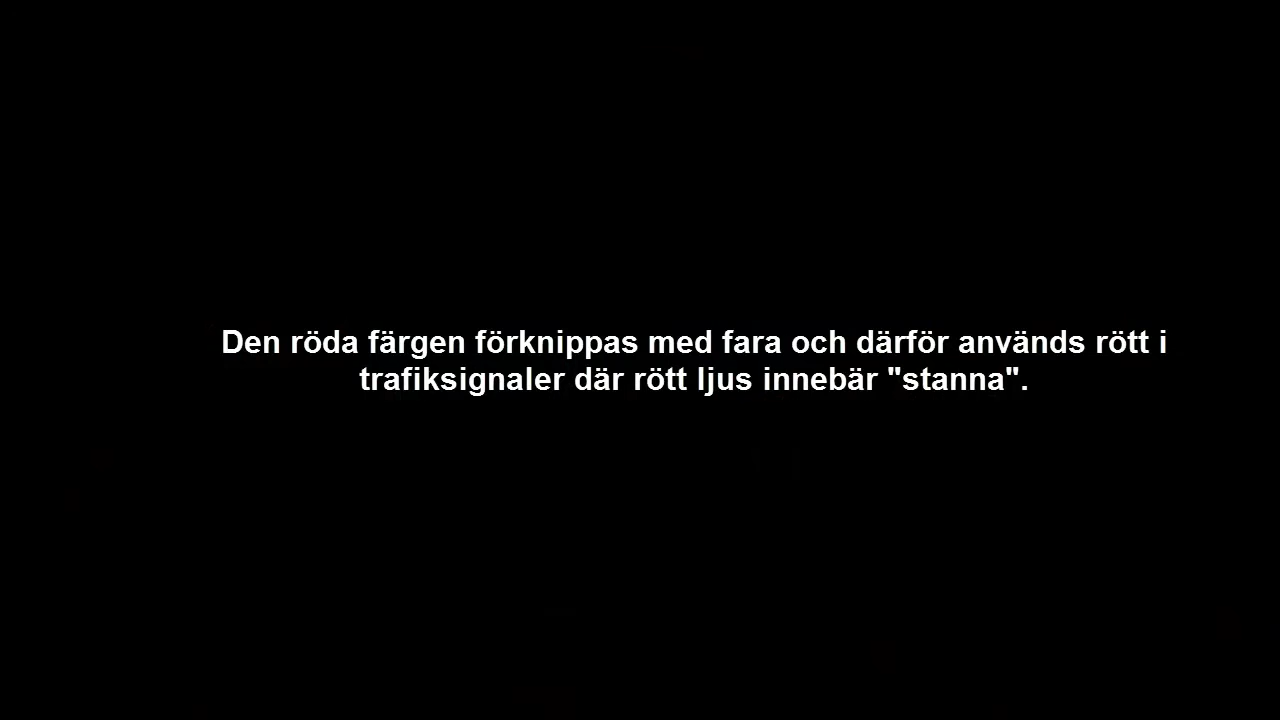 Den röda färgen förknippas med fara och därför används rött i
trafiksignaler där rött ljus innebär "stanna".